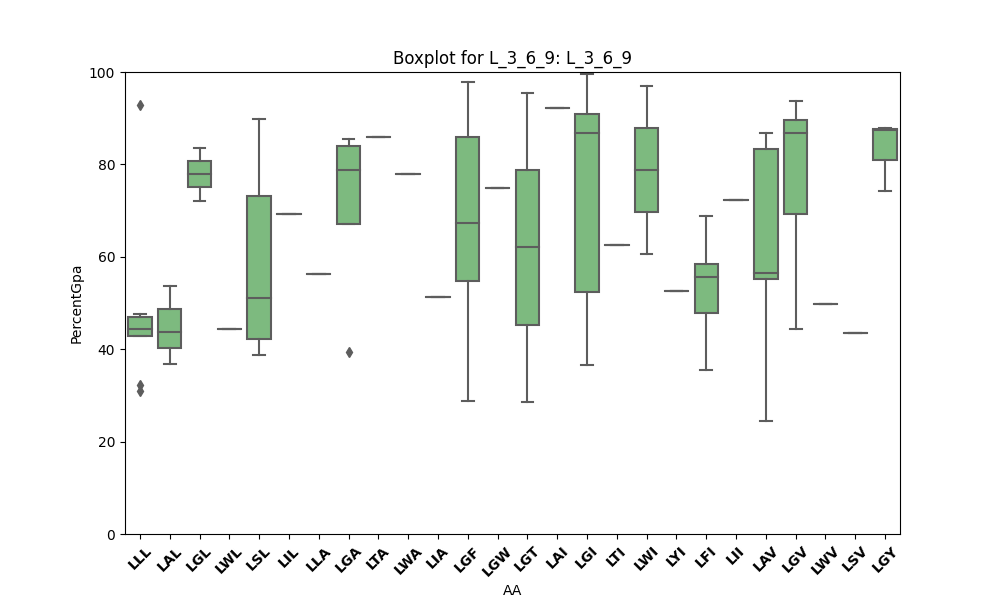 Boxplot for L_3_6_9: L_3_6_9
100
80
60
40
20
0
PercentGpa
LLL LAL LGL LWL LSL LIL LLA LGA LTA LWA LIA LGF LGW LGT LAI LGI LTI LWI LYI LFI LII LAV LGV LWV LSV LGY
AA